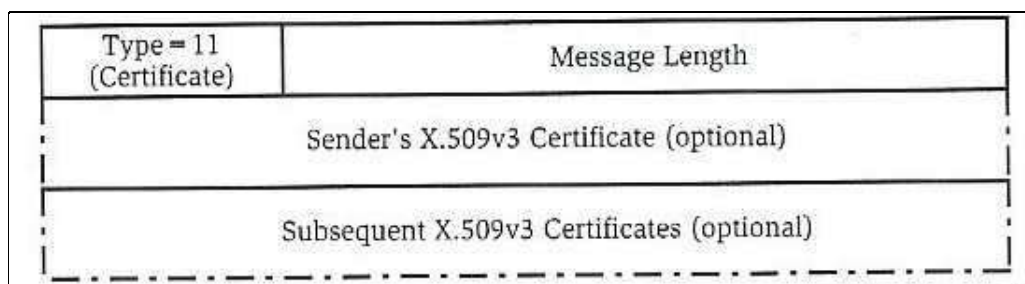 Type = 11
(Certificate)
Message Length
Sender's X.509v3 Certificate (optional)
Subsequent X.509v3 Certificates (optional)